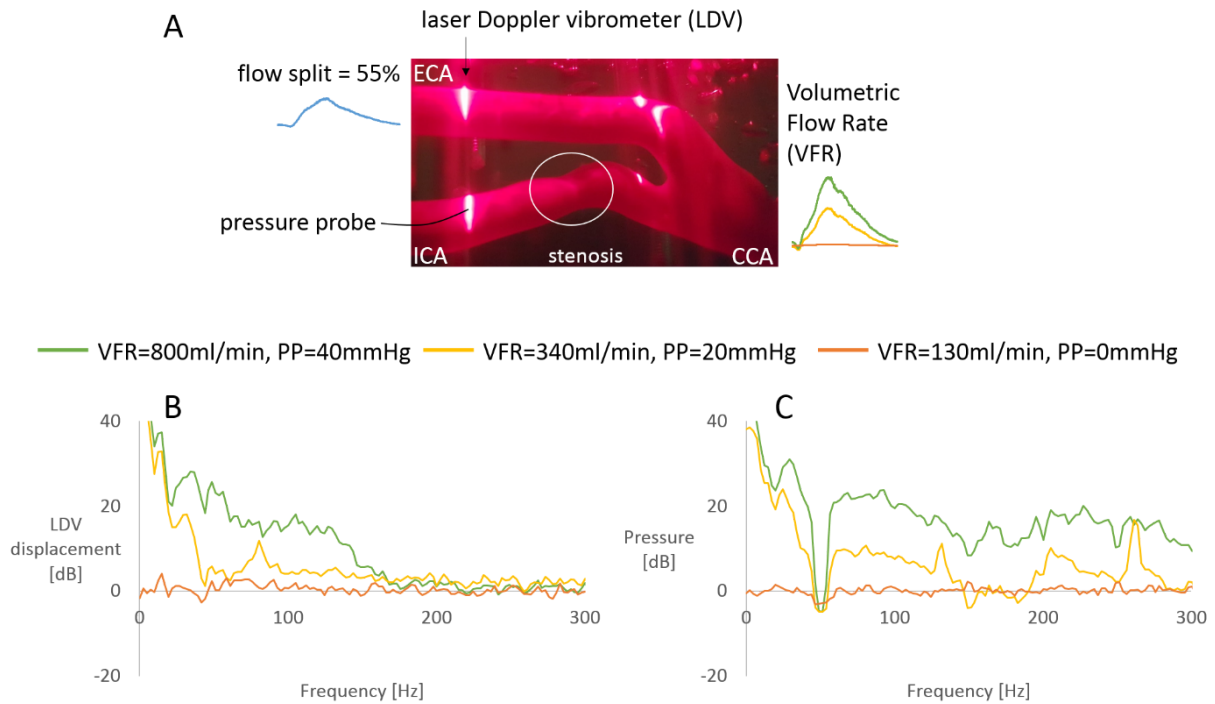 A
laser Doppler vibrometer (LDV)
flow split = 55%
ECA
Volumetric
Flow Rate
(VFR)
pressure probe
ICA
stenosis
CCA
VFR=800ml/min, PP=40mmHg
VFR=340ml/min, PP=20mmHg
VFR=130ml/min, PP=0mmHg
B
40
20
0
-20
LDV
displacement
[dB]
0
100
200
300
Frequency [Hz]
C
40
20
0
-20
Pressure
[dB]
0
50
100
150
200
250
300
Frequency [Hz]